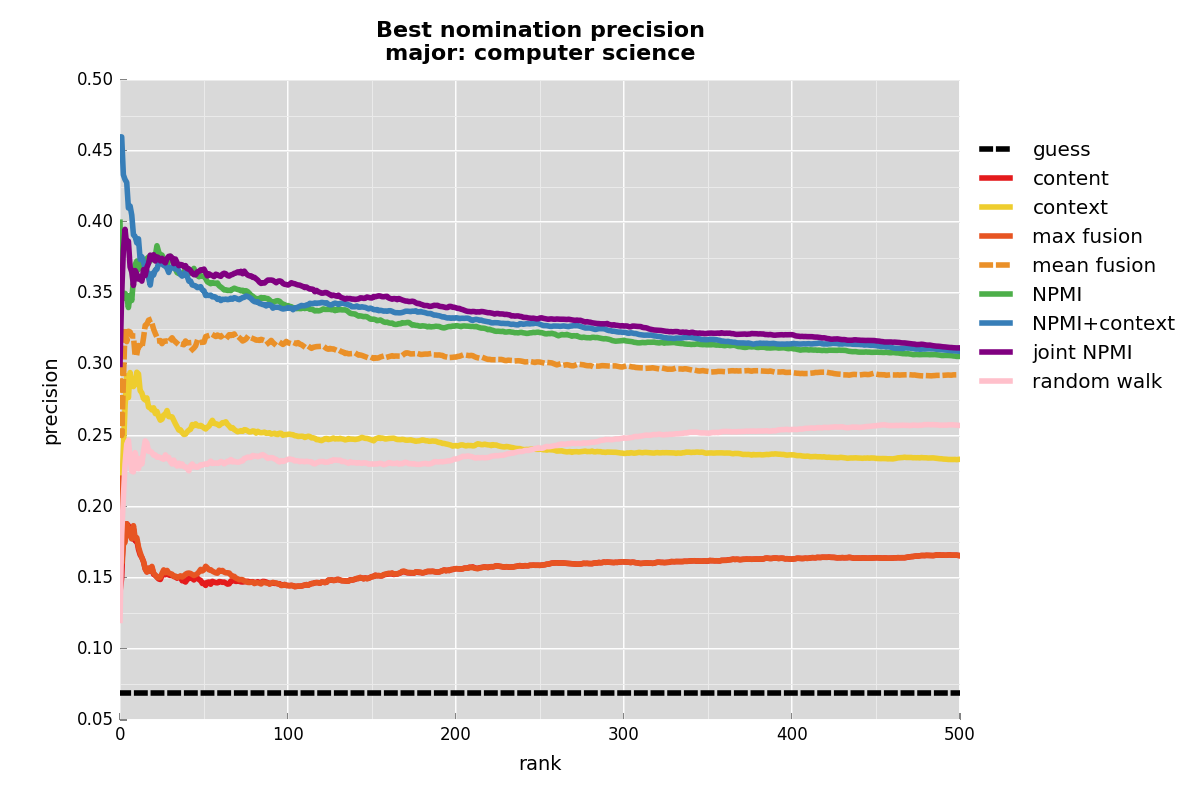 Best nomination precision
major: computer science
precision
0.50
0.45
0.40
0.35
0.30
0.25
0.20
0.15
0.10
0.05
0
100
200
300
400
500
rank
guess
content
context
max fusion
mean fusion
NPMI
NPMI+context
joint NPMI
random walk